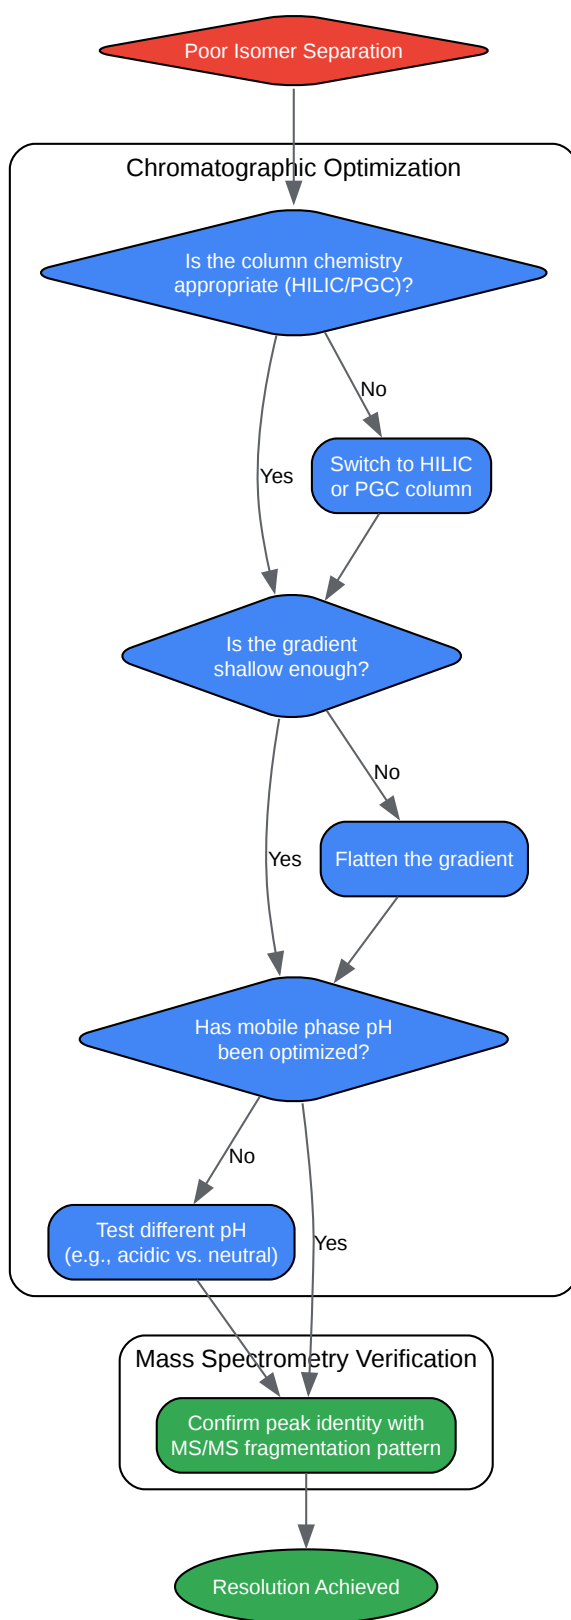 Poor Isomer Separation
Chromatographic Optimization
Is the column chemistry
appropriate (HILIC/PGC)?
No
Yes
Switch to HILIC
or PGC column
Is the gradient
shallow enough?
No
Yes
Flatten the gradient
Has mobile phase pH
been optimized?
No
Test different pH
(e.g., acidic vs. neutral)
Yes
Mass Spectrometry Verification
Confirm peak identity with
MS/MS fragmentation pattern
Resolution Achieved